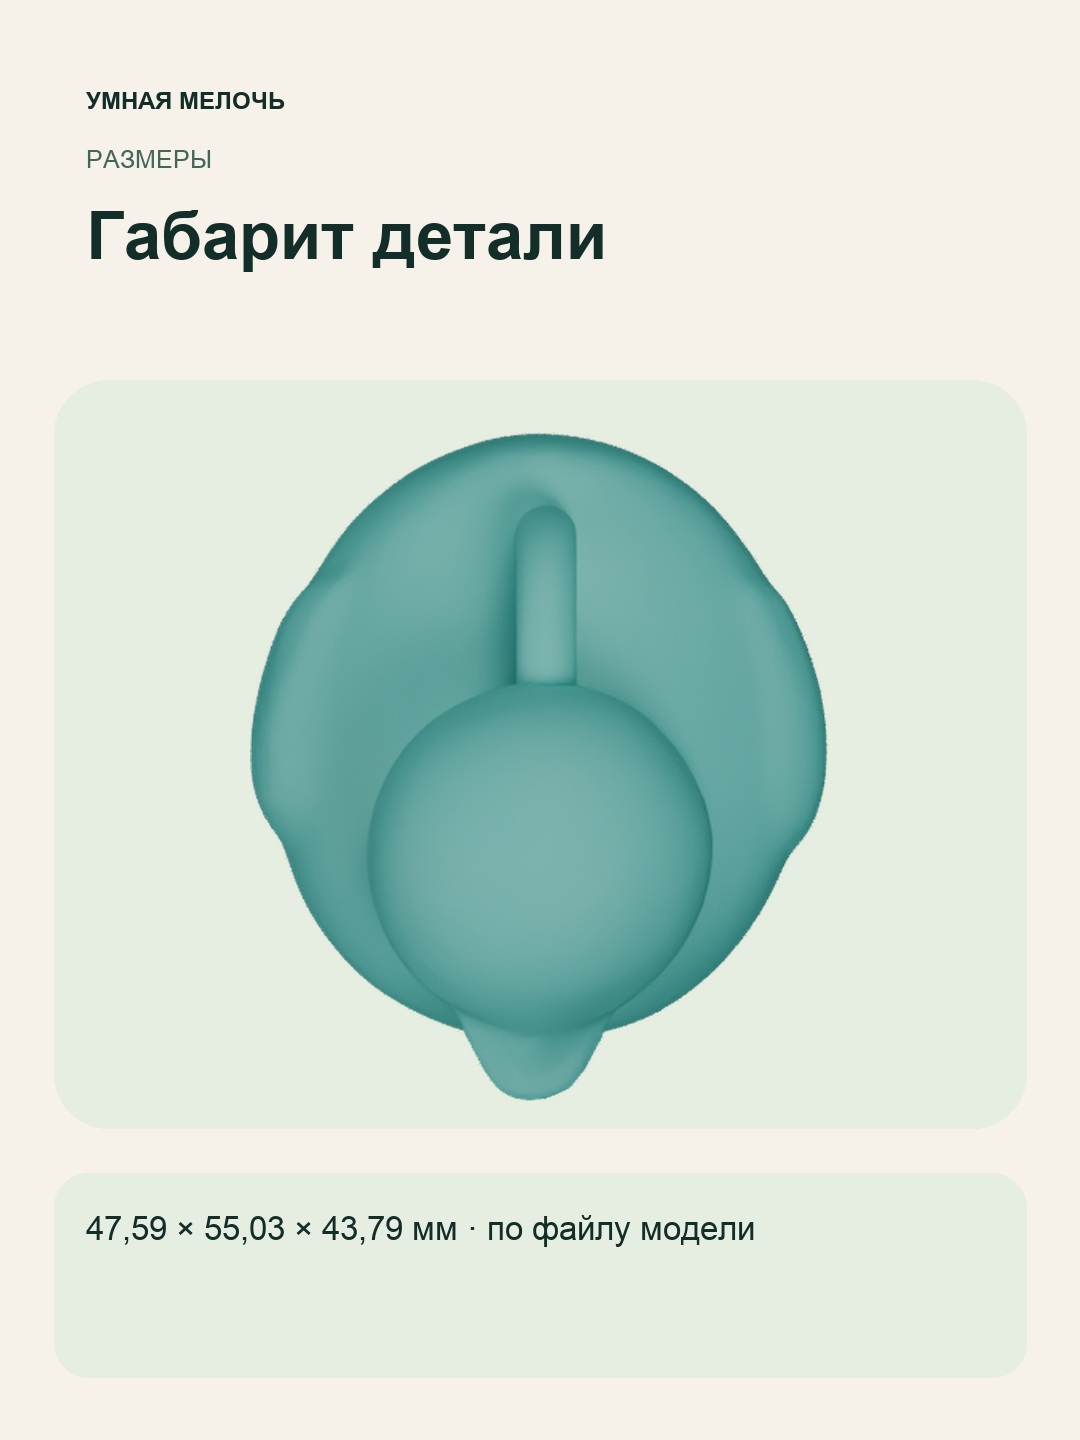 УМНАЯ МЕЛОЧЬ
РАЗМЕРЫ
Габарит детали
47,59 × 55,03 × 43,79 мм · по файлу модели